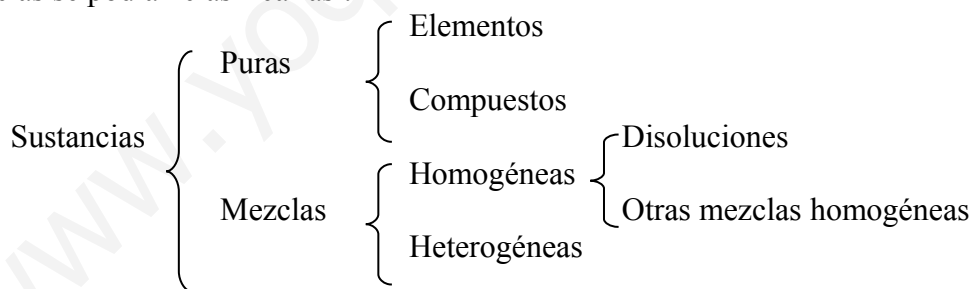 Elementos
Puras
Compuestos
Sustancias
Disoluciones
Homogéneas
Mezclas
Otras mezclas homogéneas
Heterogéneas